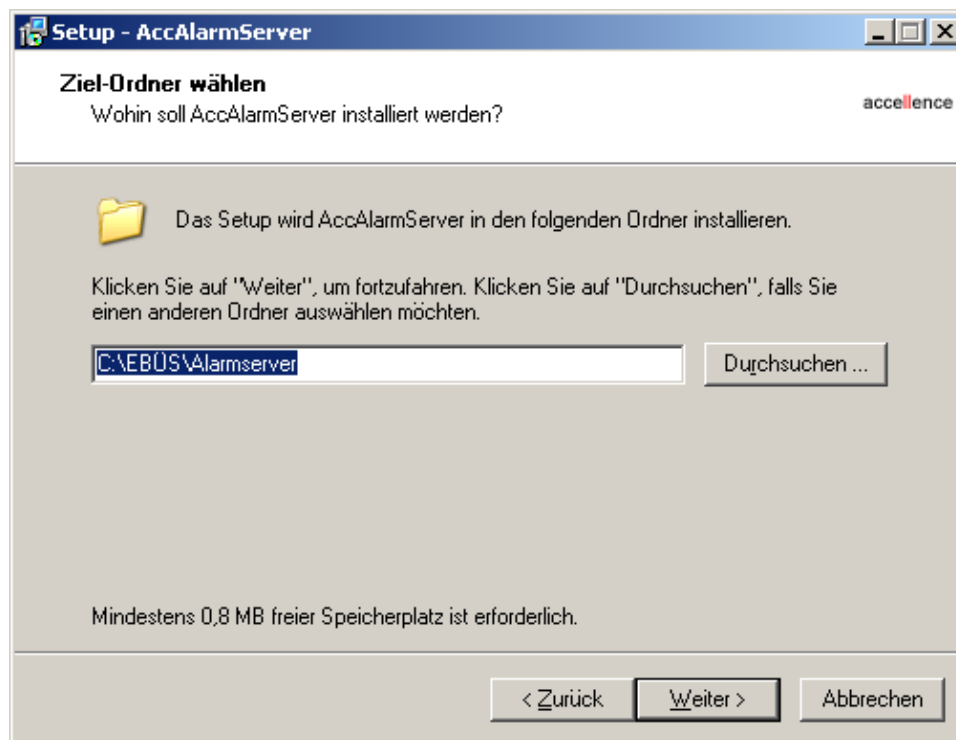 Setup - AccAlarmServer
Ziel-Ordner wählen
Wohin soll AccAlarmServer installiert werden?
accellence
Das Setup wird AccAlarmServer in den folgenden Ordner installieren.
Klicken Sie auf "Weiter", um fortzufahren. Klicken Sie auf "Durchsuchen", falls Sie
einen anderen Ordner auswählen möchten.
C:\EBÜS\Alarmserver
Durchsuchen ...
Mindestens 0,8 MB freier Speicherplatz ist erforderlich.
< Zurück
Weiter >
Abbrechen